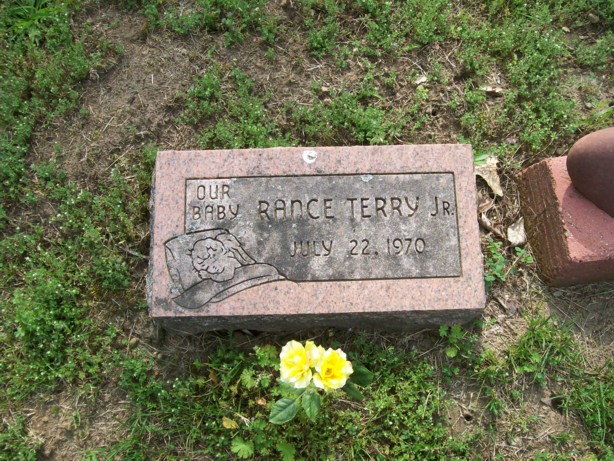 OUR
BABY RANCE TERRY JR.
JULY 22, 1970